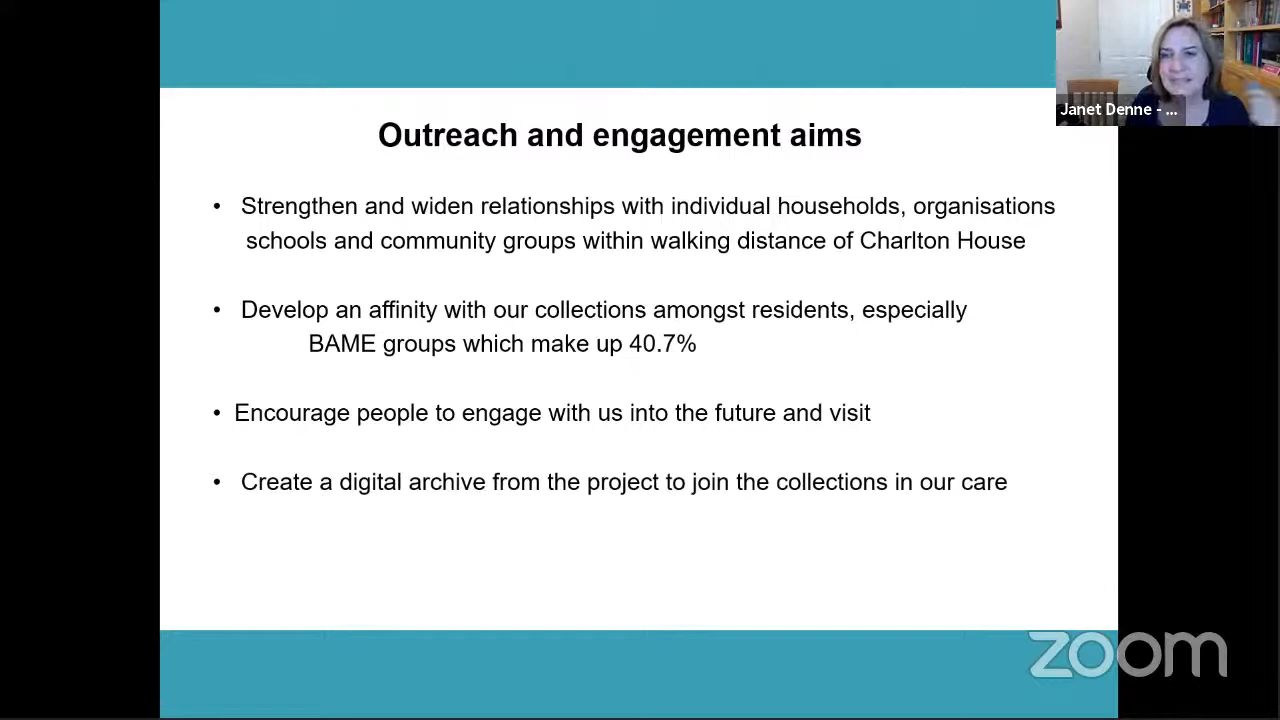 Outreach and engagement aims
• Strengthen and widen relationships with individual households, organisations
schools and community groups within walking distance of Charlton House
• Develop an affinity with our collections amongst residents, especially
BAME groups which make up 40.7%
• Encourage people to engage with us into the future and visit
• Create a digital archive from the project to join the collections in our care
Janet Denne - ...
zoom